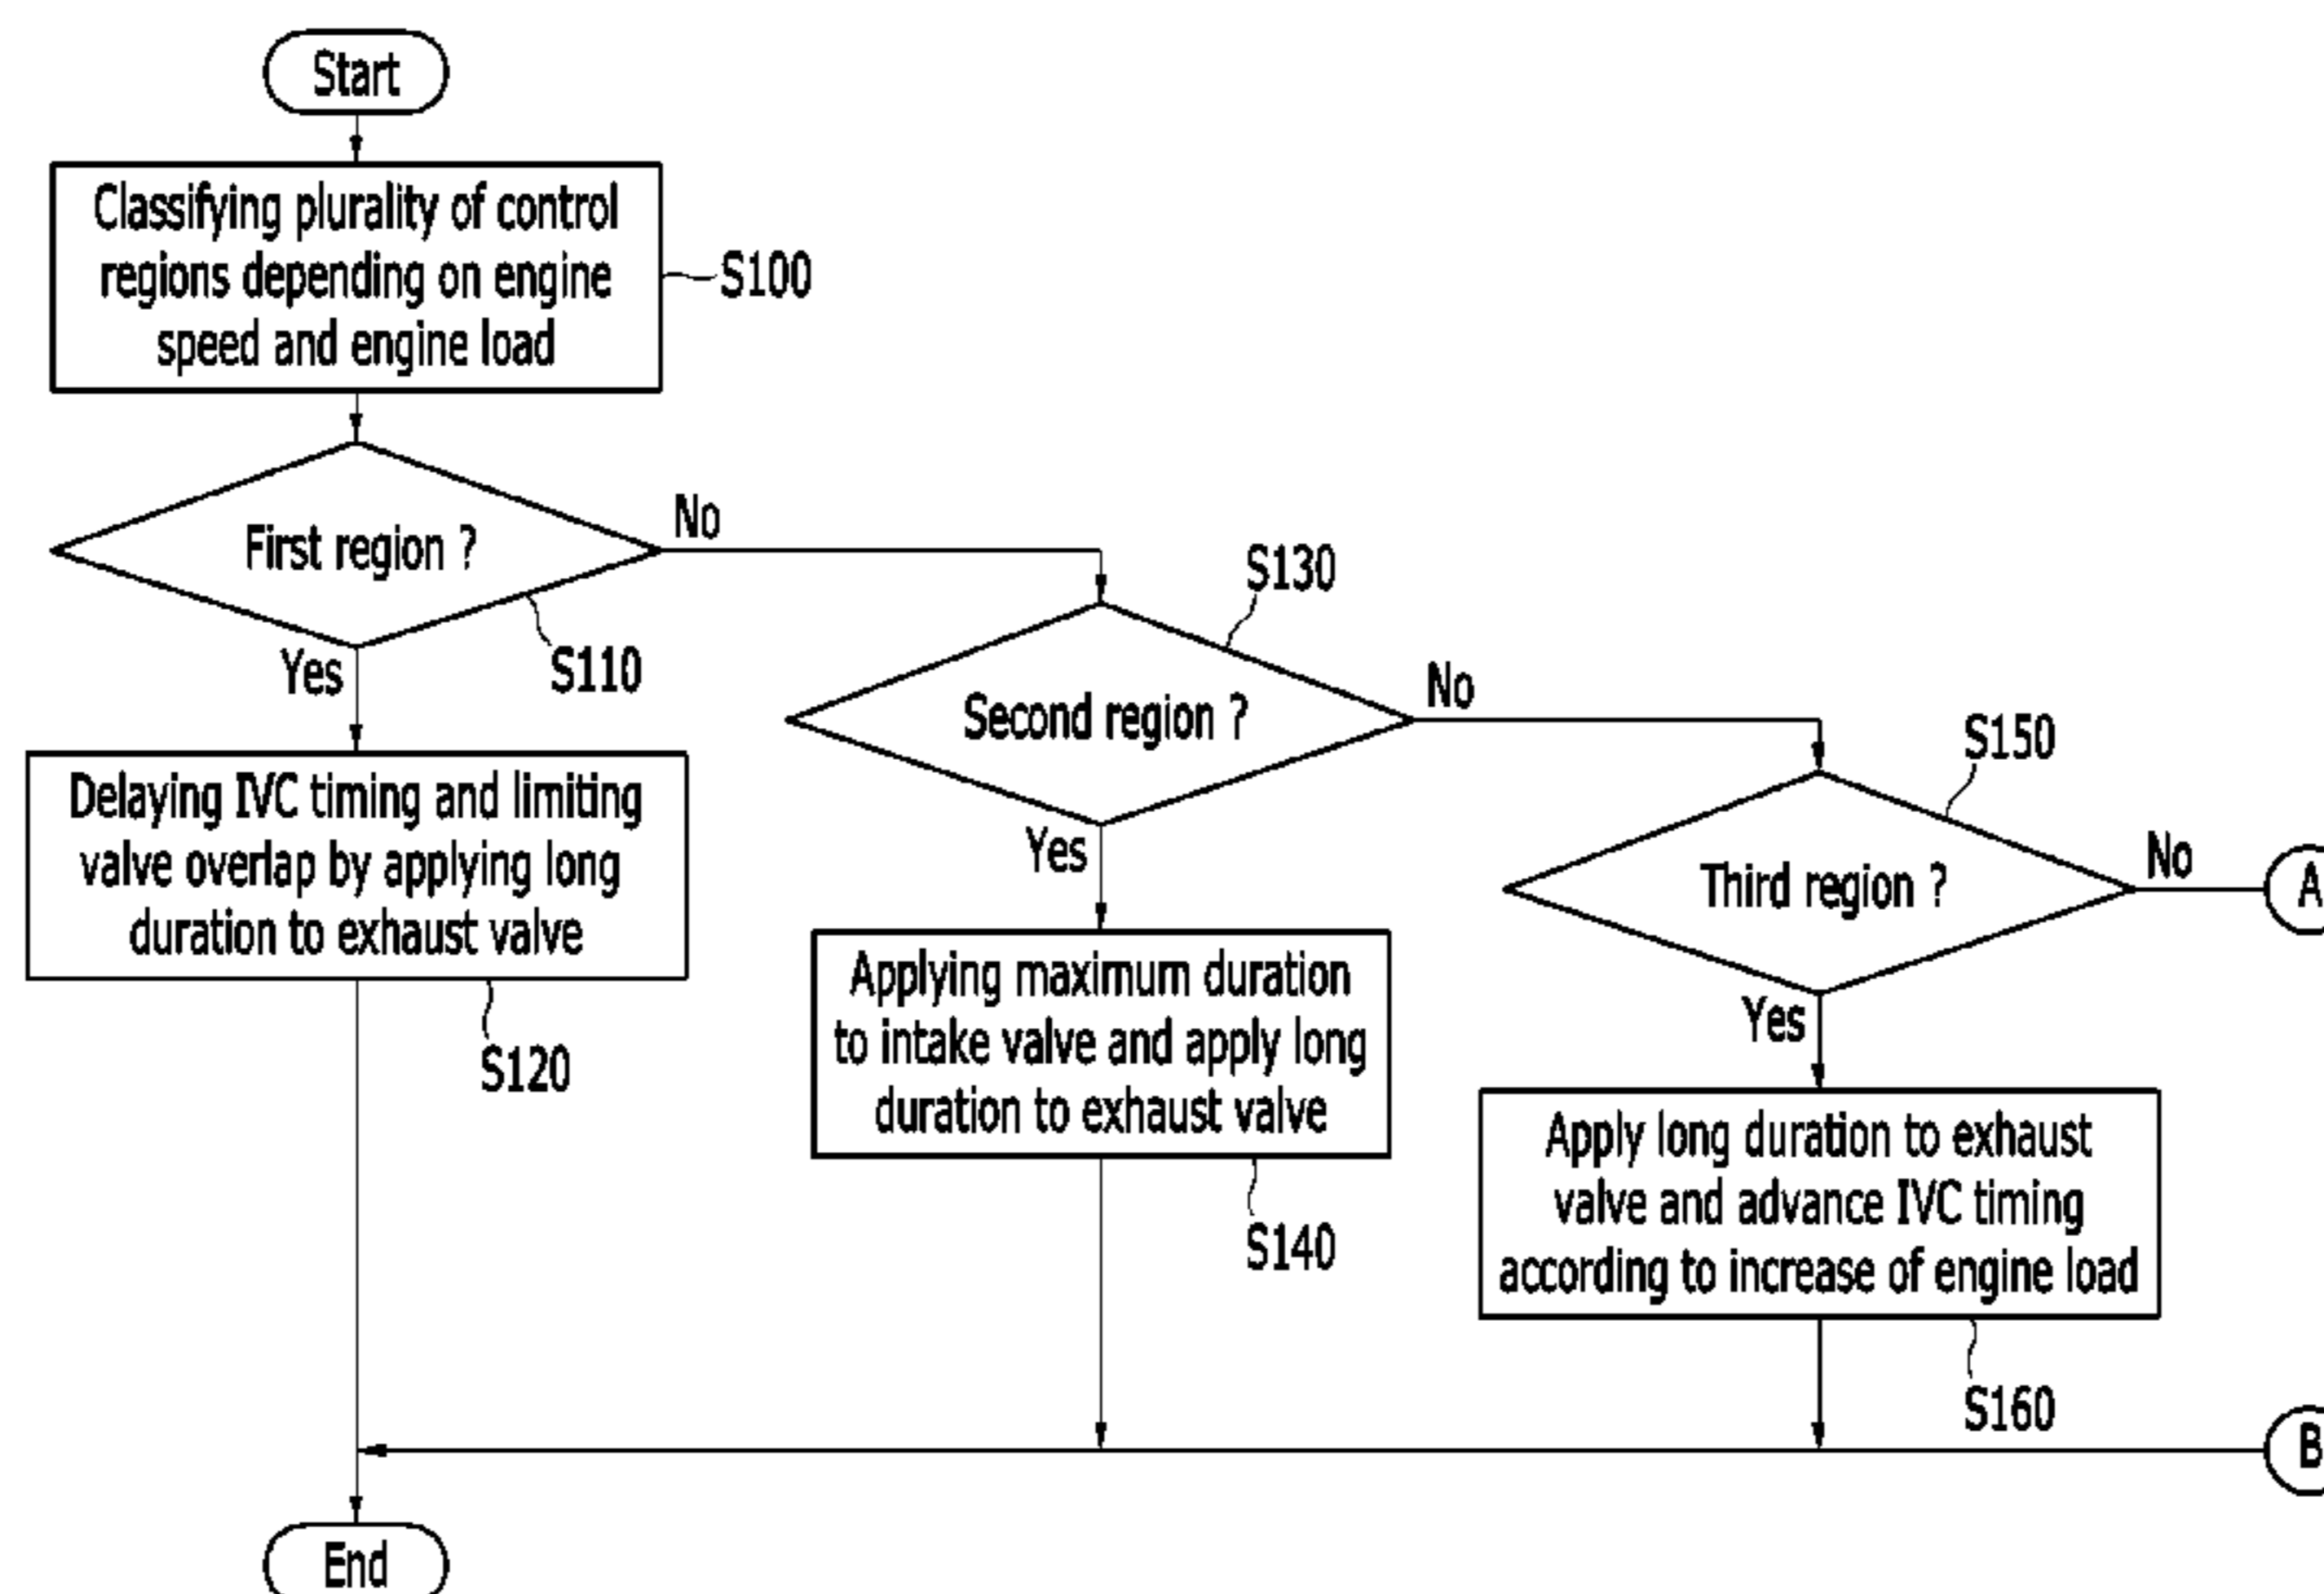 Start
Classifying plurality of control
regions depending on engine
speed and engine load
S100
First region ?
No
Yes
S110
Delaying IVC timing and limiting
valve overlap by applying long
duration to exhaust valve
S120
S130
Second region ?
No
Yes
Applying maximum duration
to intake valve and apply long
duration to exhaust valve
S140
S150
Third region ?
No
A
Yes
Apply long duration to exhaust
valve and advance IVC timing
according to increase of engine load
S160
B
End